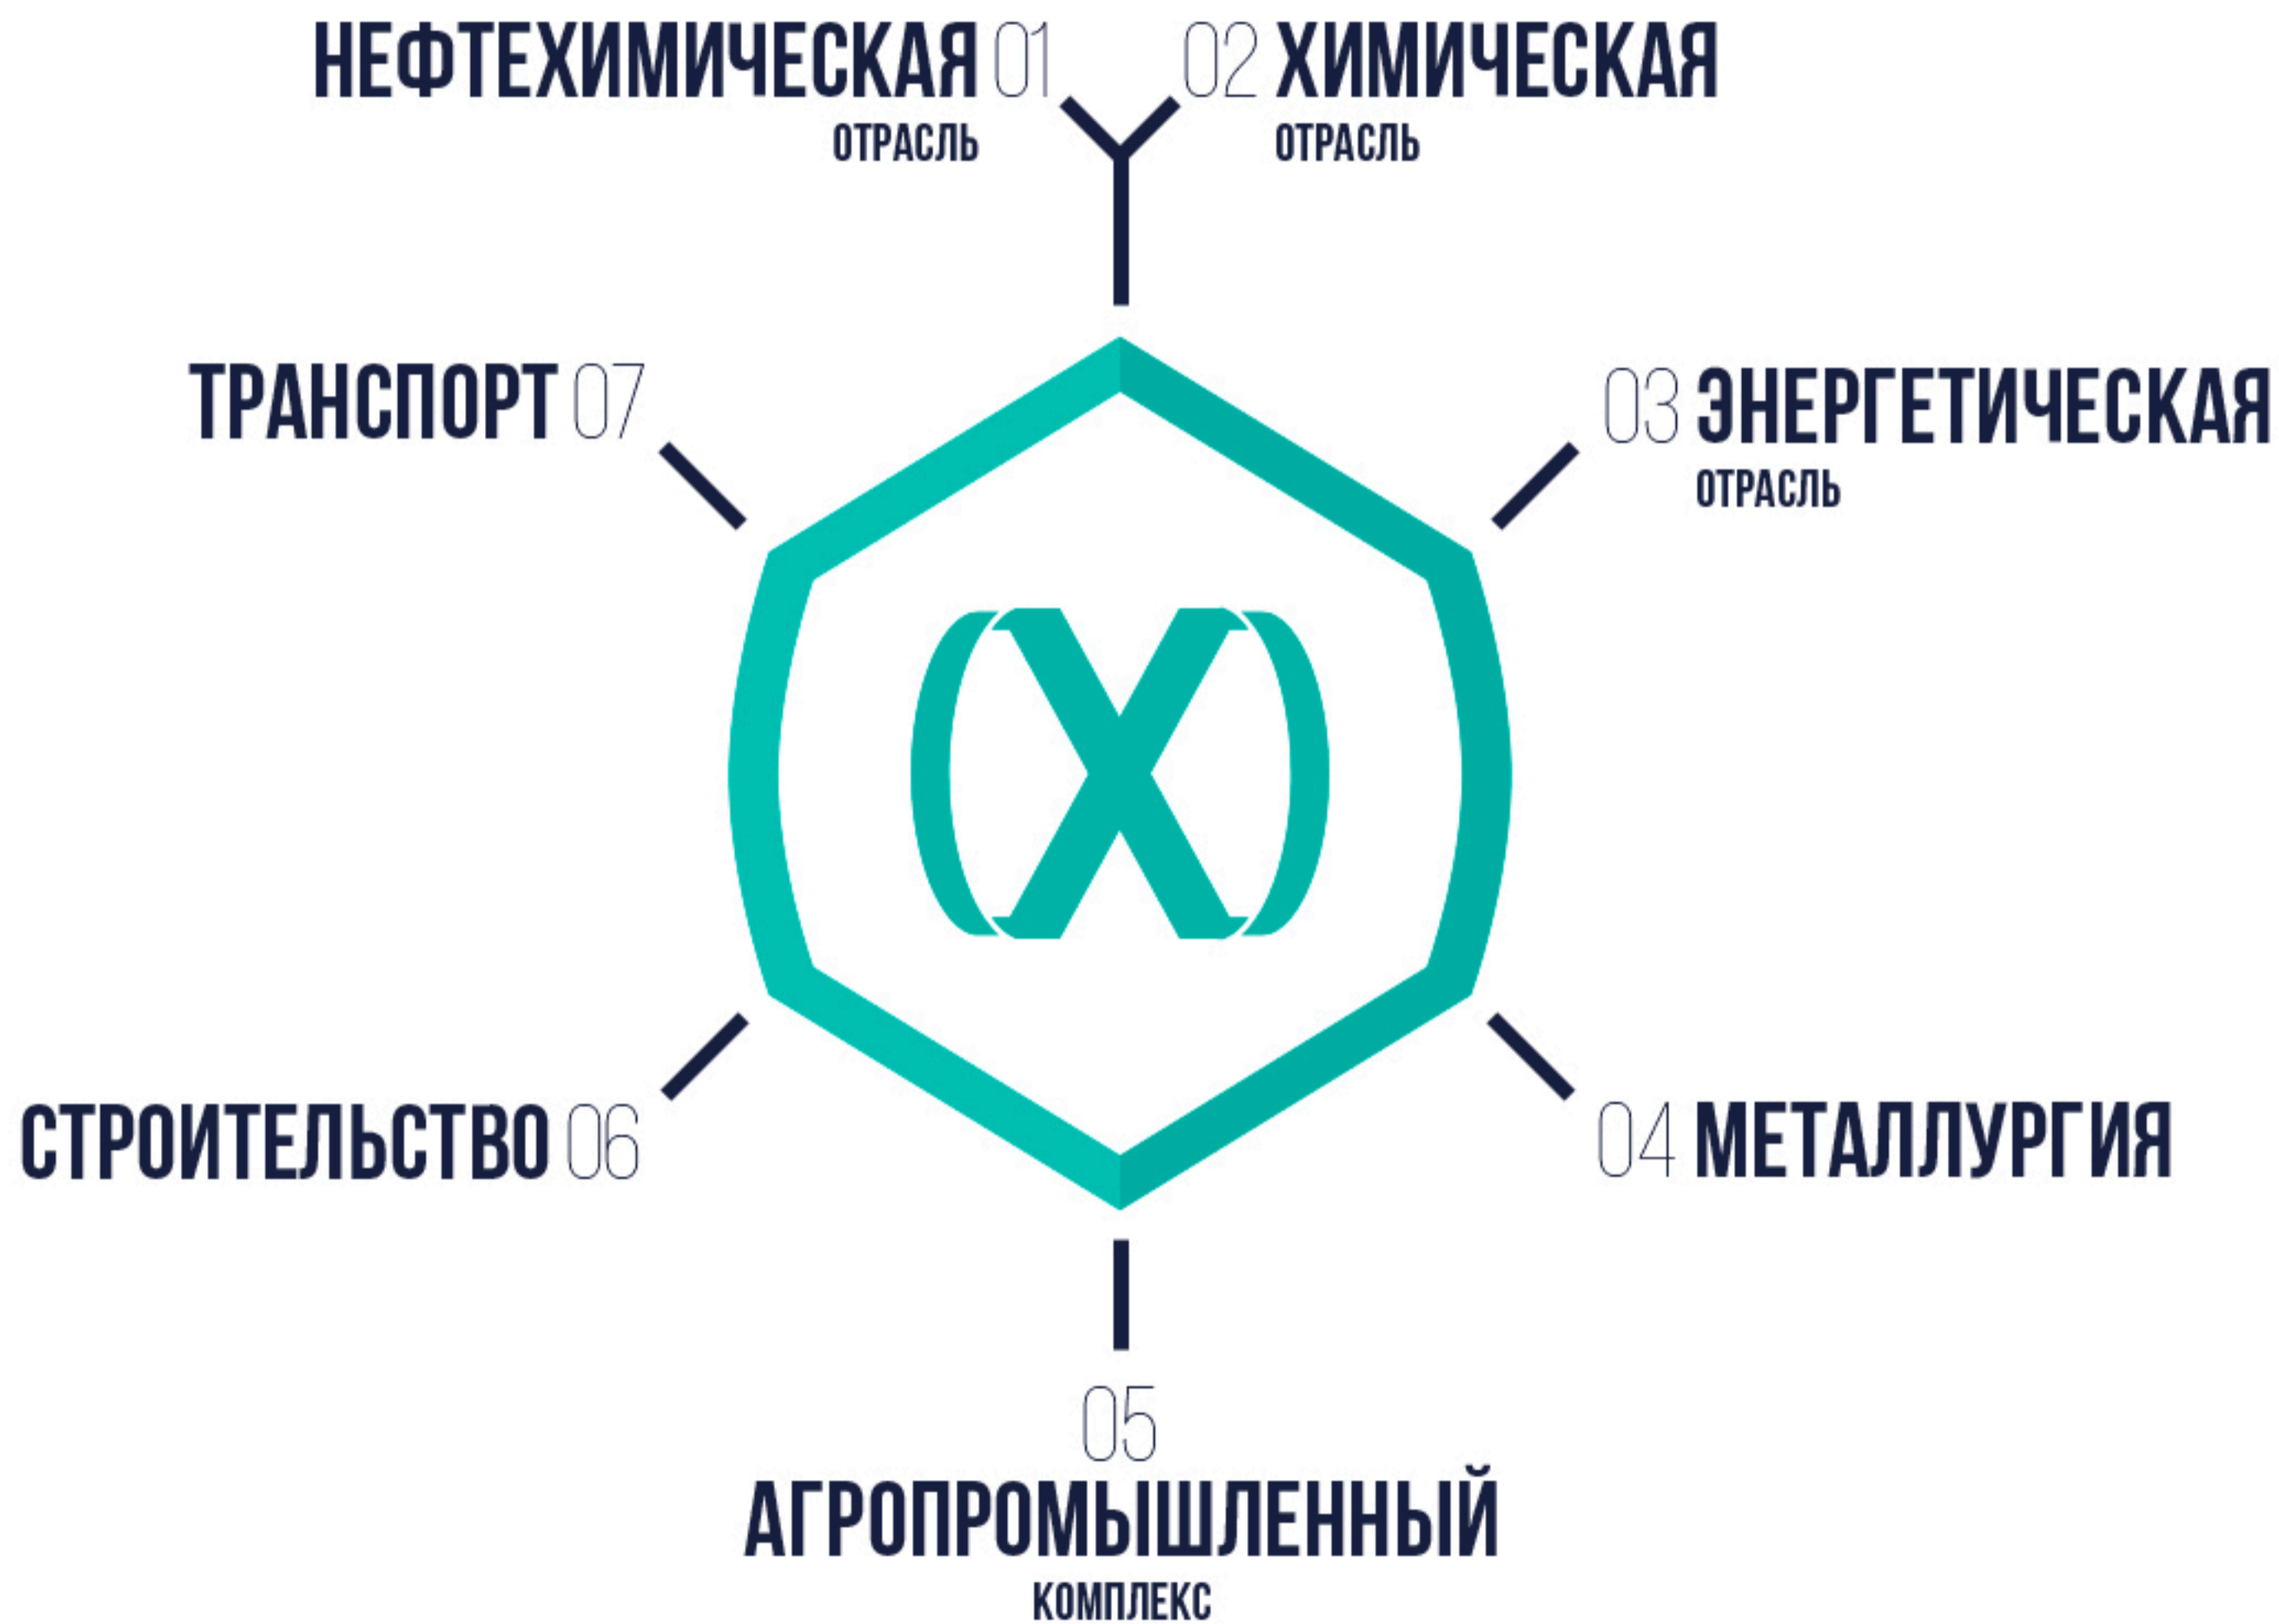 НЕФТЕХИМИЧЕСКАЯ 01
ОТРАСЛЬ
02 ХИМИЧЕСКАЯ
ОТРАСЛЬ
ТРАНСПОРТ 07
03 ЭНЕРГЕТИЧЕСКАЯ
ОТРАСЛЬ
(X)
СТРОИТЕЛЬСТВО 06
04 МЕТАЛЛУРГИЯ
05
АГРОПРОМЫШЛЕННЫЙ
КОМПЛЕКС